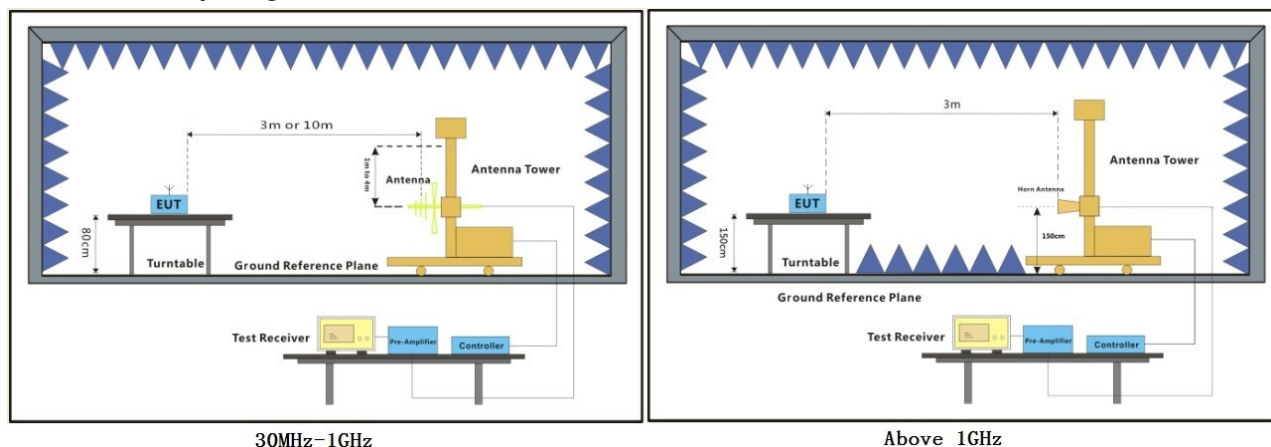 3m or 10m
1m to 4m
Antenna
Antenna Tower
EUT
80cm
Turntable
Ground Reference Plane
Test Receiver
Pre-Amplifier
Controller
30MHz-1GHz
3m
Antenna Tower
Horn Antenna
EUT
150cm
150cm
Turntable
Ground Reference Plane
Test Receiver
Pre-Amplifier
Controller
Above 1GHz